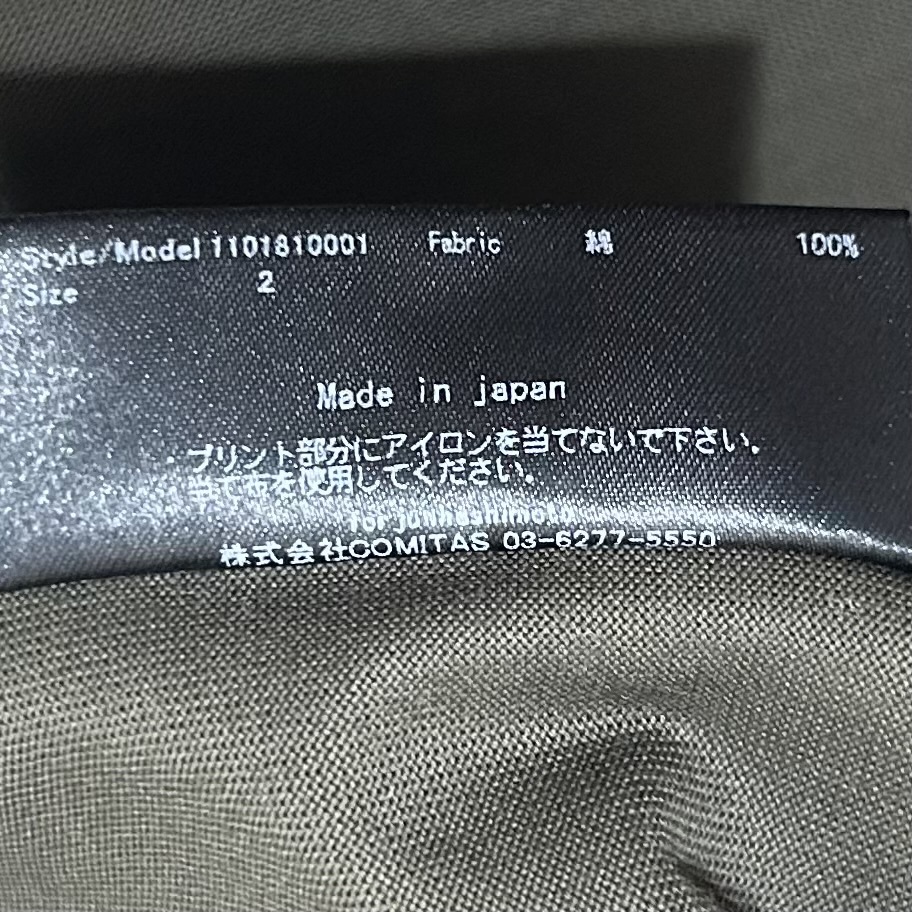 Style/Model 1101810001 Fabric 綿 100%
Size 2
Made in japan
プリント部分にアイロンを当てないで下さい。
当て布を使用してください。
for junhashimoto
株式会社COMITAS 03-6277-5550